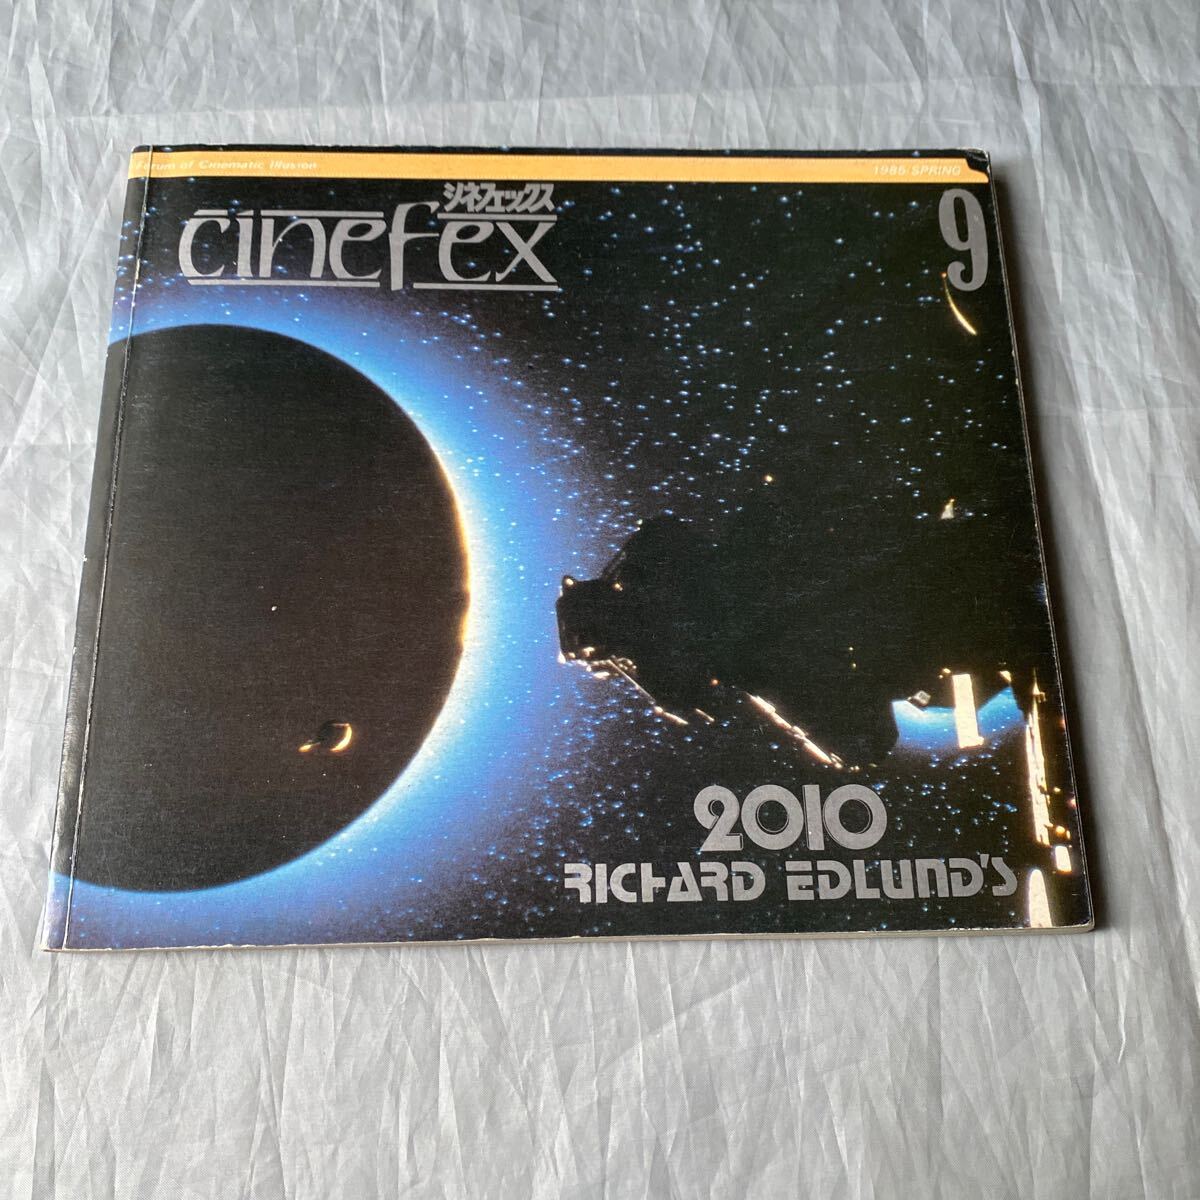 Forum of Cinematic Illusion
1985/SPRING
シネフェックス
cinefex
9
2010
RICHARD EDLUND'S